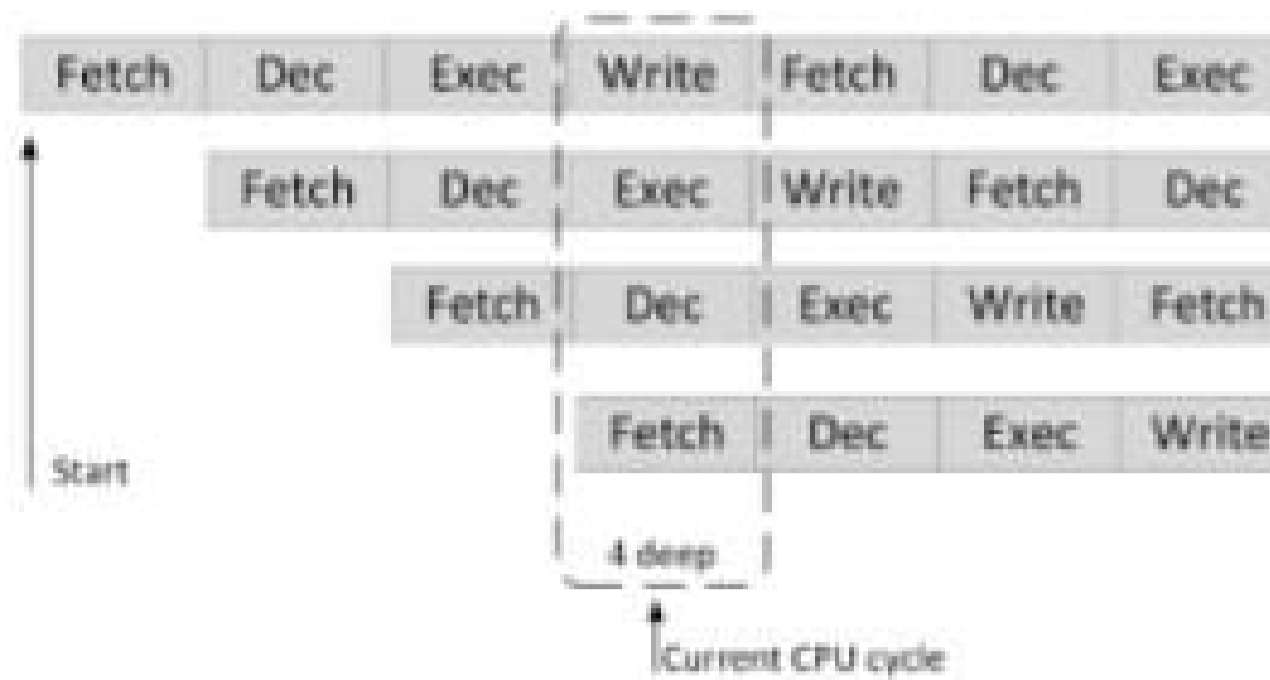 Fetch Dec Exec Write Fetch Dec Exec
Fetch Dec Exec Write Fetch Dec
Fetch Dec Exec Write Fetch
Fetch Dec Exec Write
Start
4 deep
Current CPU cycle